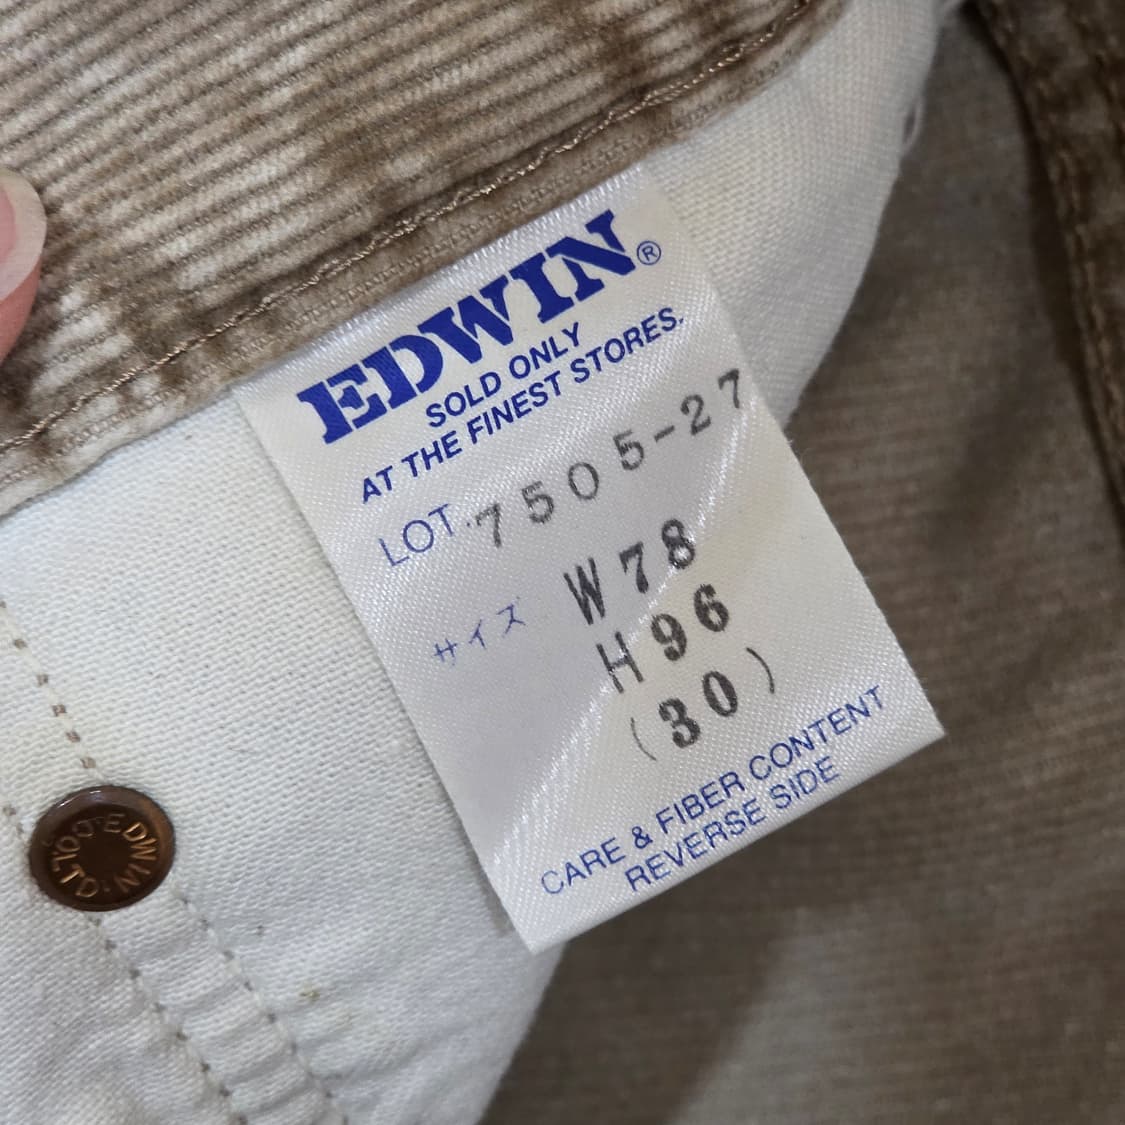 EDWIN®
SOLD ONLY
AT THE FINEST STORES.
LOT. 7505-27
サイズ W78
H96
(30)
CARE & FIBER CONTENT
REVERSE SIDE
EDWIN